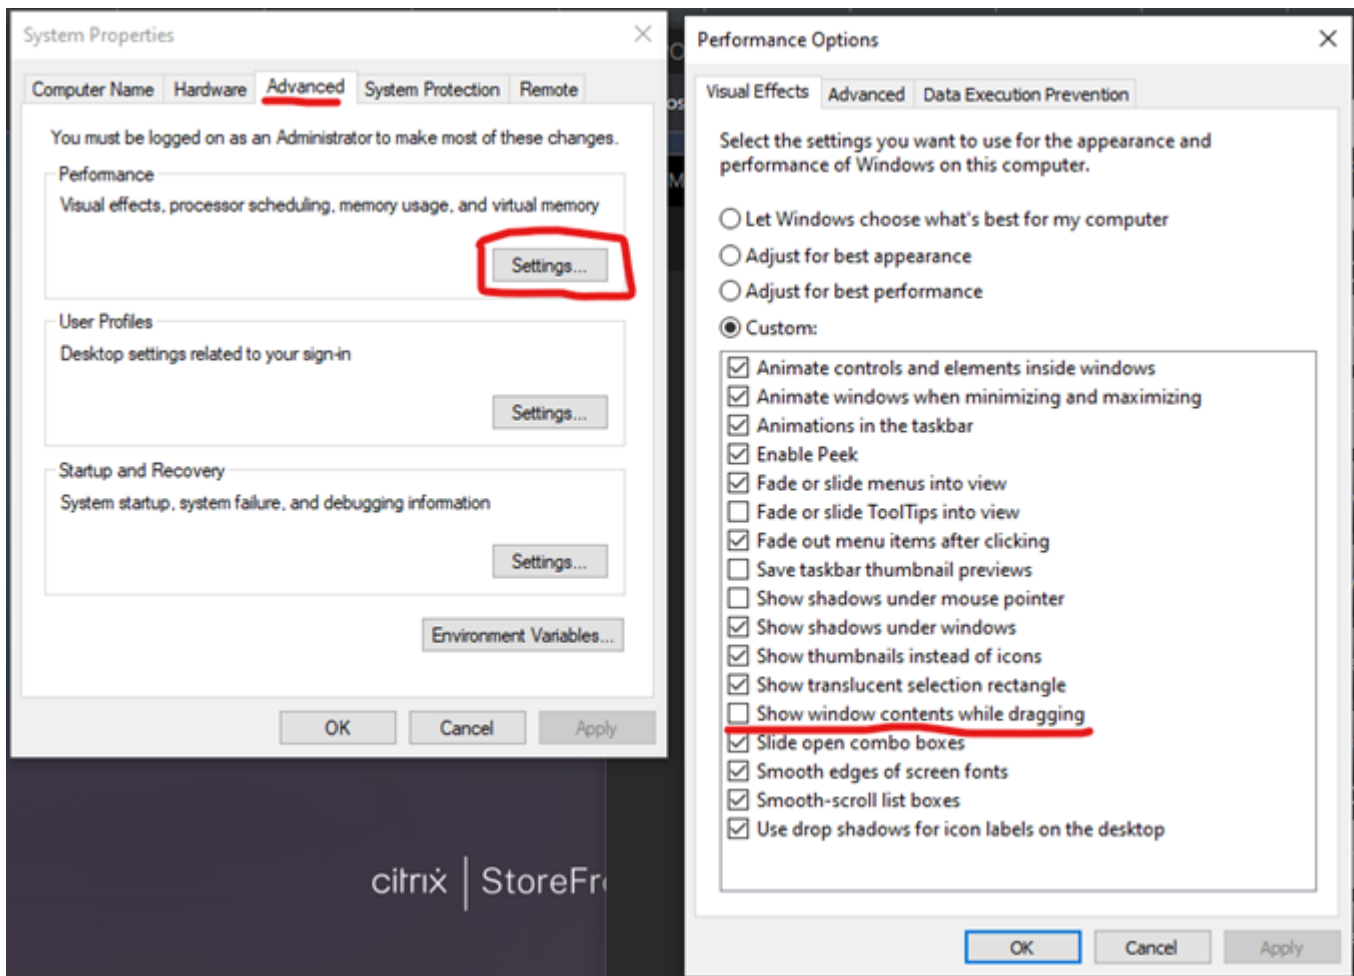 System Properties
Computer Name
Hardware
Advanced
System Protection
Remote
You must be logged on as an Administrator to make most of these changes.
Performance
Visual effects, processor scheduling, memory usage, and virtual memory
Settings...
User Profiles
Desktop settings related to your sign-in
Settings...
Startup and Recovery
System startup, system failure, and debugging information
Settings...
Environment Variables...
OK
Cancel
Apply
citrix | StoreFr
Performance Options
Visual Effects
Advanced
Data Execution Prevention
Select the settings you want to use for the appearance and
performance of Windows on this computer.
Let Windows choose what's best for my computer
Adjust for best appearance
Adjust for best performance
Custom:
Animate controls and elements inside windows
Animate windows when minimizing and maximizing
Animations in the taskbar
Enable Peek
Fade or slide menus into view
Fade or slide ToolTips into view
Fade out menu items after clicking
Save taskbar thumbnail previews
Show shadows under mouse pointer
Show shadows under windows
Show thumbnails instead of icons
Show translucent selection rectangle
Show window contents while dragging
Slide open combo boxes
Smooth edges of screen fonts
Smooth-scroll list boxes
Use drop shadows for icon labels on the desktop
OK
Cancel
Apply